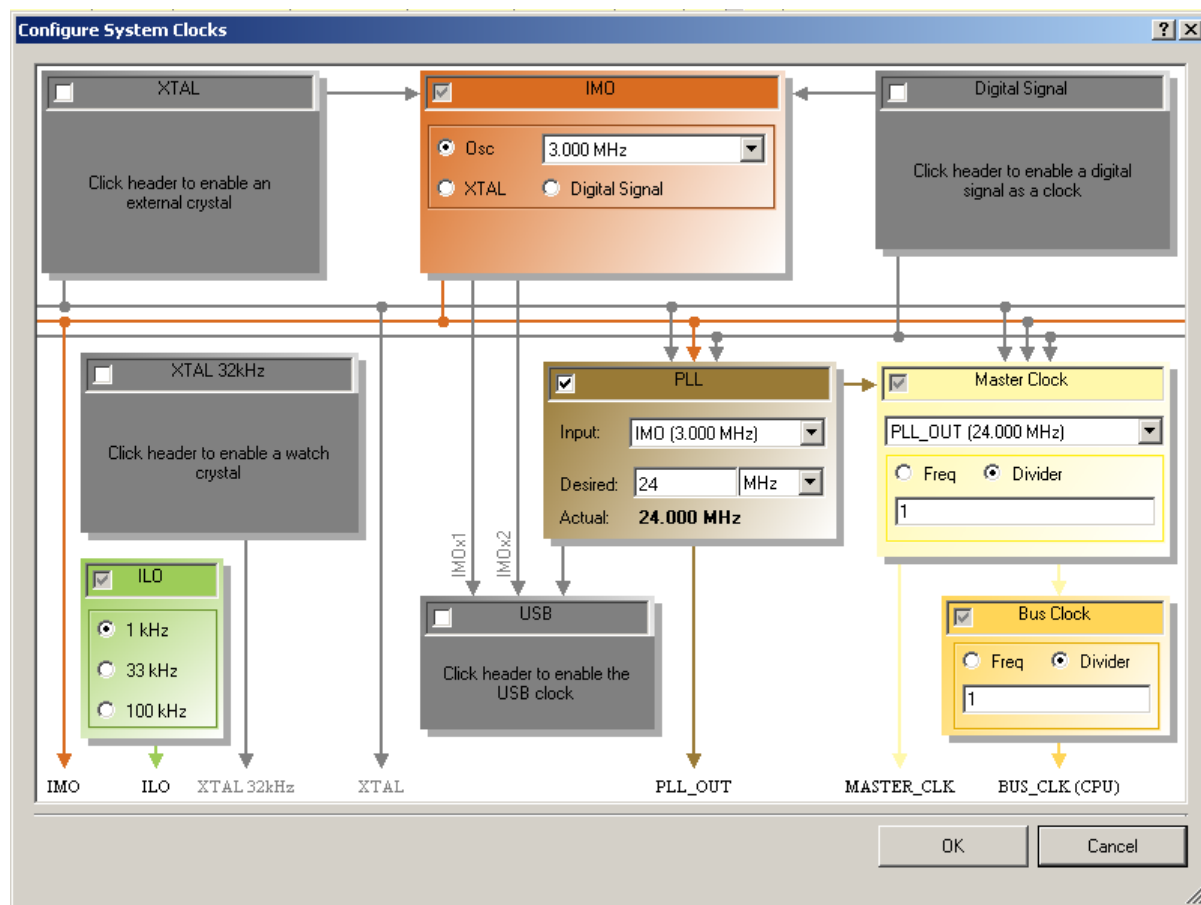 Configure System Clocks
XTAL
Click header to enable an
external crystal
IMO
Osc
3.000 MHz
XTAL
Digital Signal
Digital Signal
Click header to enable a digital
signal as a clock
XTAL 32kHz
Click header to enable a watch
crystal
PLL
Input:
IMO (3.000 MHz)
Desired:
24
MHz
Actual:
24.000 MHz
Master Clock
PLL_OUT (24.000 MHz)
Freq
Divider
1
IMOx1
IMOx2
ILO
1 kHz
33 kHz
100 kHz
USB
Click header to enable the
USB clock
Bus Clock
Freq
Divider
1
IMO
ILO
XTAL 32kHz
XTAL
PLL_OUT
MASTER_CLK
BUS_CLK (CPU)
OK
Cancel